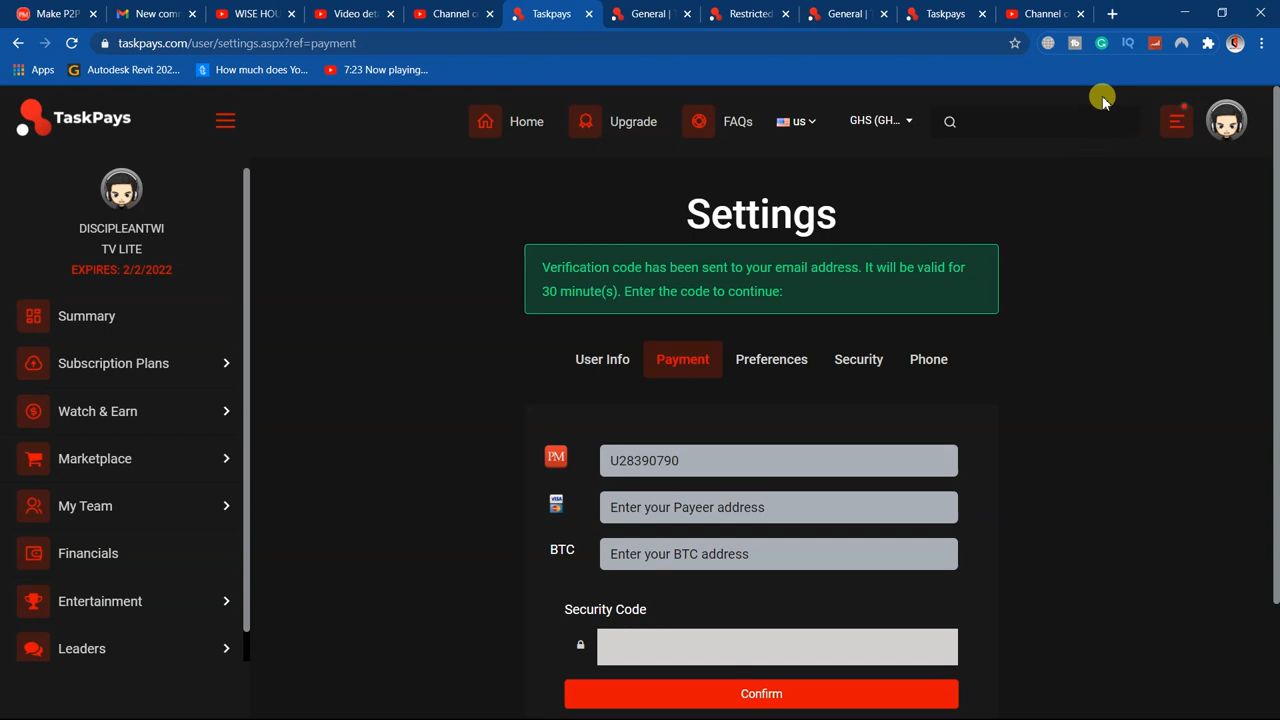 Make P2P
New com
WISE HOU
Video det
Channel c
Taskpays
General | T
Restricted
General | T
Taskpays
Channel c
taskpays.com/user/settings.aspx?ref=payment
Apps
Autodesk Revit 202...
How much does Yo...
7:23 Now playing...
TaskPays
Home
Upgrade
FAQs
us
GHS (GH...
DISCIPLEANTWI
TV LITE
EXPIRES: 2/2/2022
Summary
Subscription Plans
Watch & Earn
Marketplace
My Team
Financials
Entertainment
Leaders
Settings
Verification code has been sent to your email address. It will be valid for
30 minute(s). Enter the code to continue:
User Info
Payment
Preferences
Security
Phone
PM
U28390790
VISA
Enter your Payeer address
BTC
Enter your BTC address
Security Code
Confirm